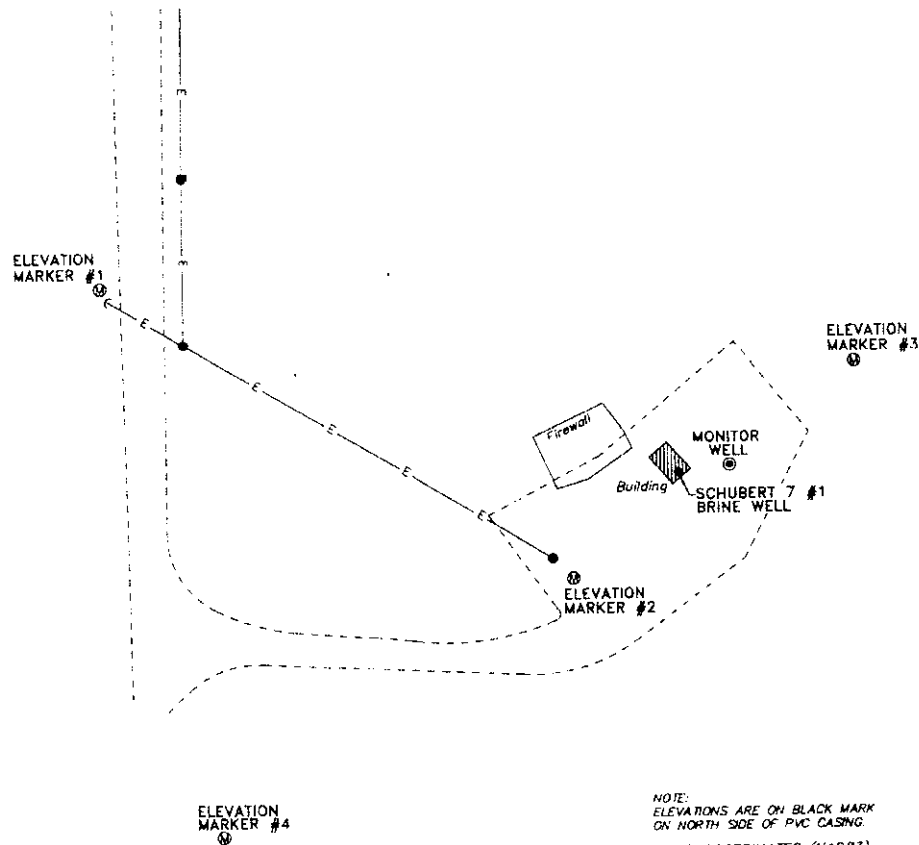 E
E
ELEVATION
MARKER #1
M
E
E
E
E
E
ELEVATION
MARKER #3
M
Firewall
MONITOR
WELL
Building
SCHUBERT 7 #1
BRINE WELL
M
ELEVATION
MARKER #2
ELEVATION
MARKER #4
M
NOTE:
ELEVATIONS ARE ON BLACK MARK
ON NORTH SIDE OF PVC CASING.